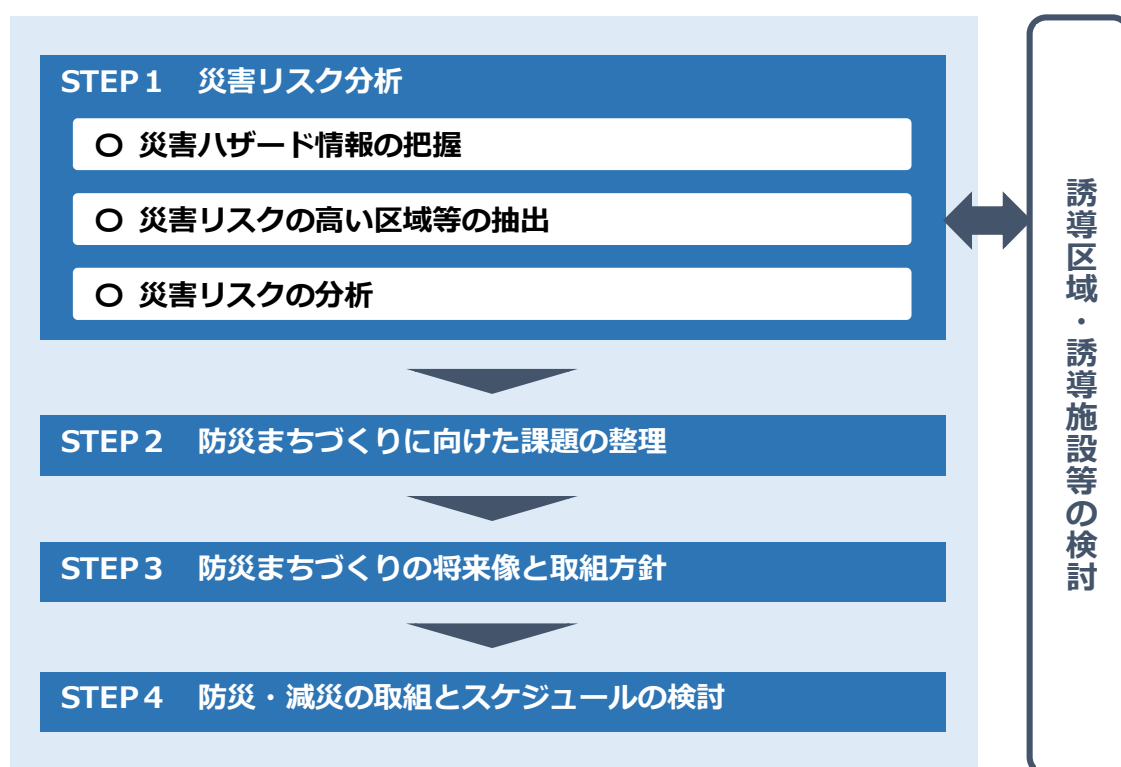 STEP1 災害リスク分析
〇 災害ハザード情報の把握
〇 災害リスクの高い区域等の抽出
〇 災害リスクの分析
STEP2 防災まちづくりに向けた課題の整理
STEP3 防災まちづくりの将来像と取組方針
STEP4 防災・減災の取組とスケジュールの検討
誘導区域・誘導施設等の検討